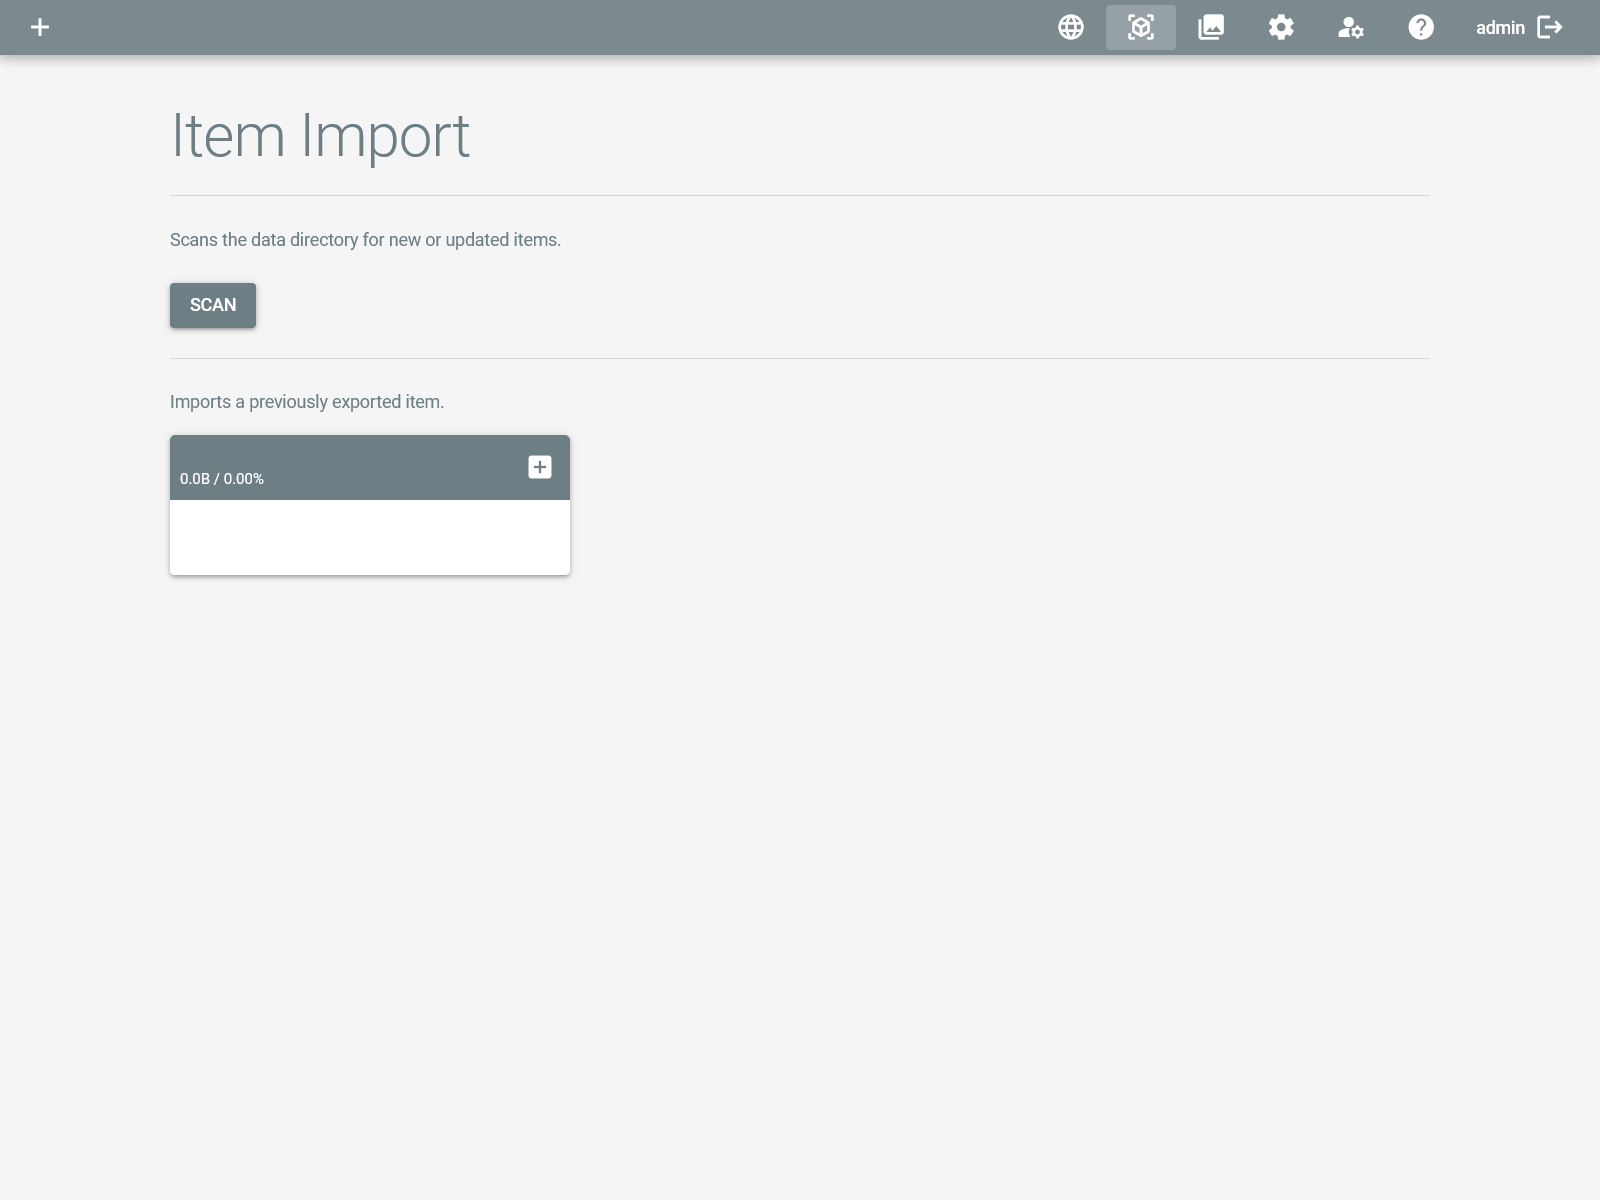 admin
Item Import
Scans the data directory for new or updated items.
SCAN
Imports a previously exported item.
0.0B / 0.00%